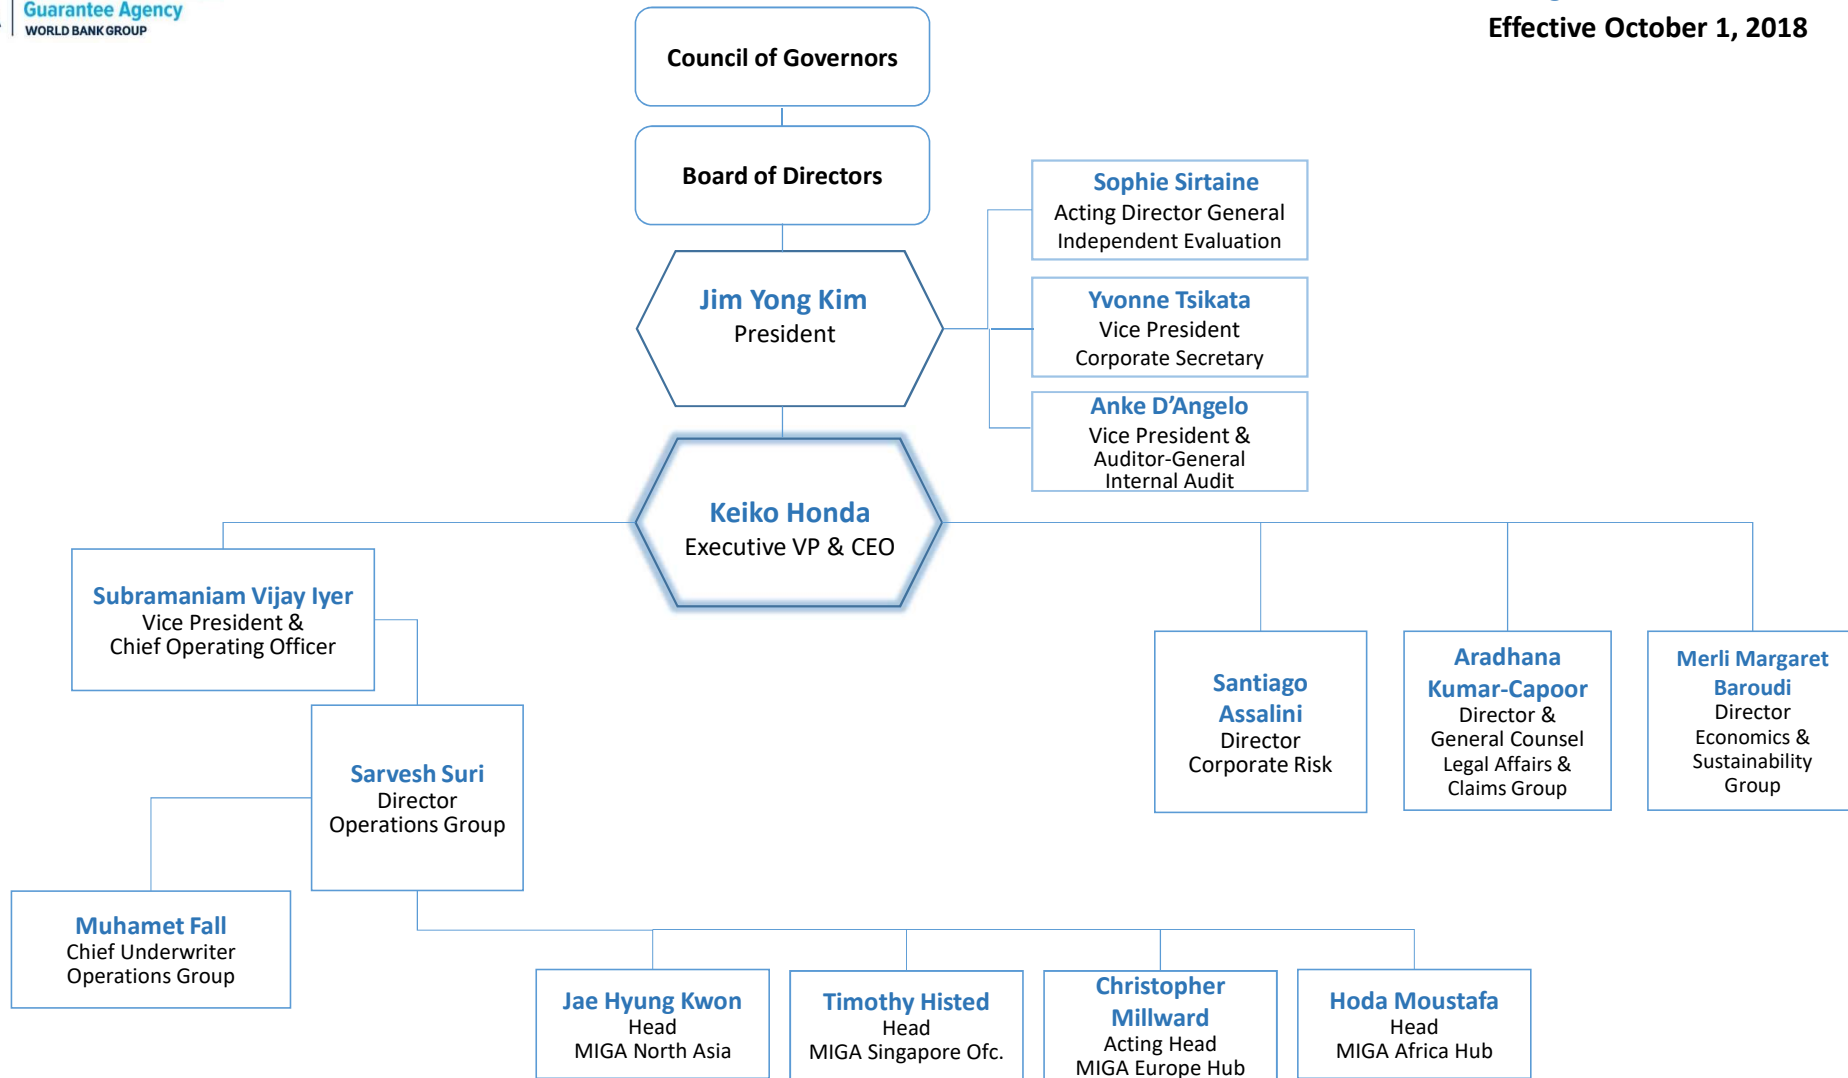 Guarantee Agency
WORLD BANK GROUP
Effective October 1, 2018
Council of Governors
Board of Directors
Sophie Sirtaine
Acting Director General
Independent Evaluation
Jim Yong Kim
President
Yvonne Tsikata
Vice President
Corporate Secretary
Anke D’Angelo
Vice President &
Auditor-General
Internal Audit
Keiko Honda
Executive VP & CEO
Subramaniam Vijay Iyer
Vice President &
Chief Operating Officer
Santiago
Assalini
Director
Corporate Risk
Aradhana
Kumar-Capoor
Director &
General Counsel
Legal Affairs &
Claims Group
Merli Margaret
Baroudi
Director
Economics &
Sustainability
Group
Sarvesh Suri
Director
Operations Group
Muhamet Fall
Chief Underwriter
Operations Group
Jae Hyung Kwon
Head
MIGA North Asia
Timothy Histed
Head
MIGA Singapore Ofc.
Christopher
Millward
Acting Head
MIGA Europe Hub
Hoda Moustafa
Head
MIGA Africa Hub